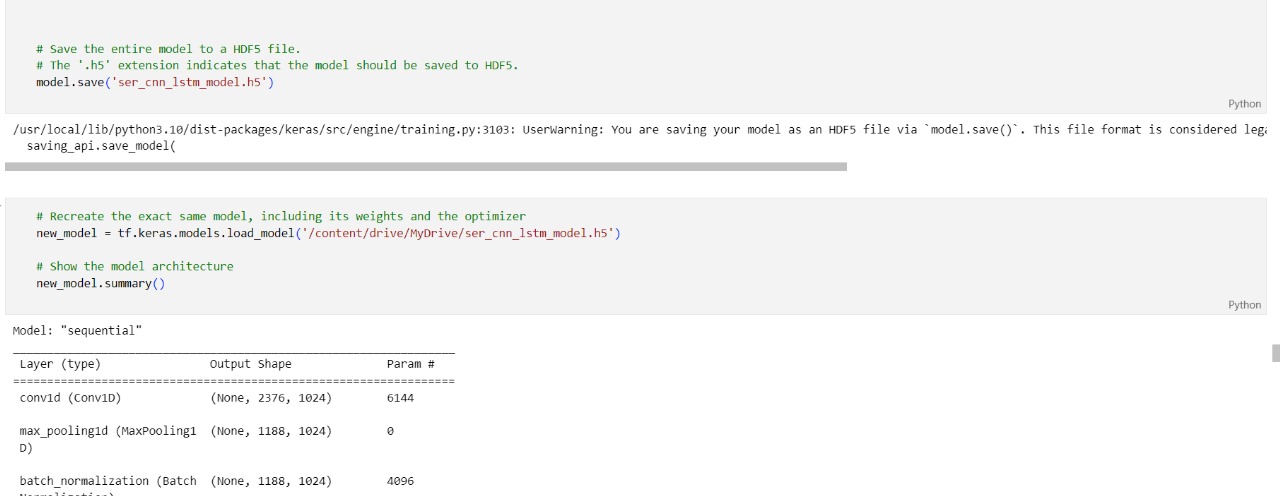 # Save the entire model to a HDF5 file.
# The '.h5' extension indicates that the model should be saved to HDF5.
model.save('ser_cnn_lstm_model.h5')
Python
/usr/local/lib/python3.10/dist-packages/keras/src/engine/training.py:3103: UserWarning: You are saving your model as an HDF5 file via `model.save()`. This file format is considered lega
saving_api.save_model(
# Recreate the exact same model, including its weights and the optimizer
new_model = tf.keras.models.load_model('/content/drive/MyDrive/ser_cnn_lstm_model.h5')
# Show the model architecture
new_model.summary()
Python
Model: "sequential"
Layer (type) Output Shape Param #
=================================================================
conv1d (Conv1D) (None, 2376, 1024) 6144
max_pooling1d (MaxPooling1 (None, 1188, 1024) 0
D)
batch_normalization (Batch (None, 1188, 1024) 4096